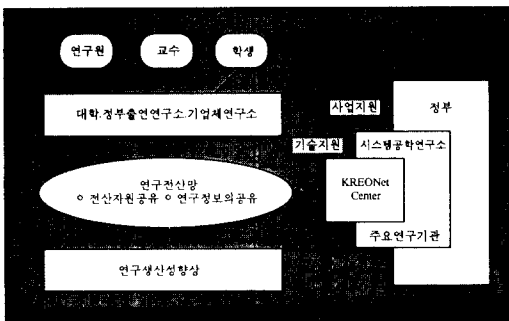 연구원 교수 학생
대학.정부출연연구소.기업체연구소
사업지원 정부
기술지원 시스템공학연구소
연구전산망
ㅇ 전산자원공유 ㅇ 연구정보의공유
KREONet
Center
주요연구기관
연구생산성향상